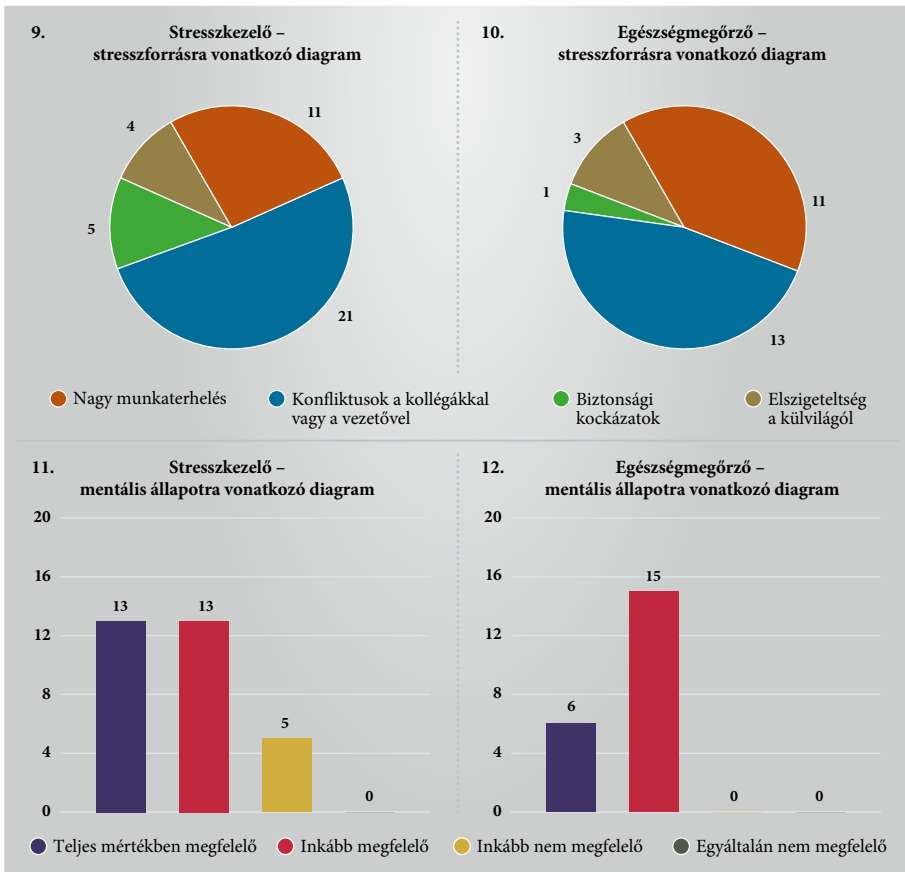 9.
Stresszkezelő –
stresszforrásra vonatkozó diagram
4
11
5
21
10.
Egészségmegőrző –
stresszforrásra vonatkozó diagram
3
1
11
13
Nagy munkaterhelés
Konfliktusok a kollégákkal
vagy a vezetővel
Biztonsági
kockázatok
Elszigeteltség
a külvilágól
11.
Stresszkezelő –
mentális állapotra vonatkozó diagram
20
16
12
8
4
0
13
13
5
0
12.
Egészségmegőrző –
mentális állapotra vonatkozó diagram
20
16
12
8
4
0
6
15
0
0
Teljes mértékben megfelelő
Inkább megfelelő
Inkább nem megfelelő
Egyáltalán nem megfelelő